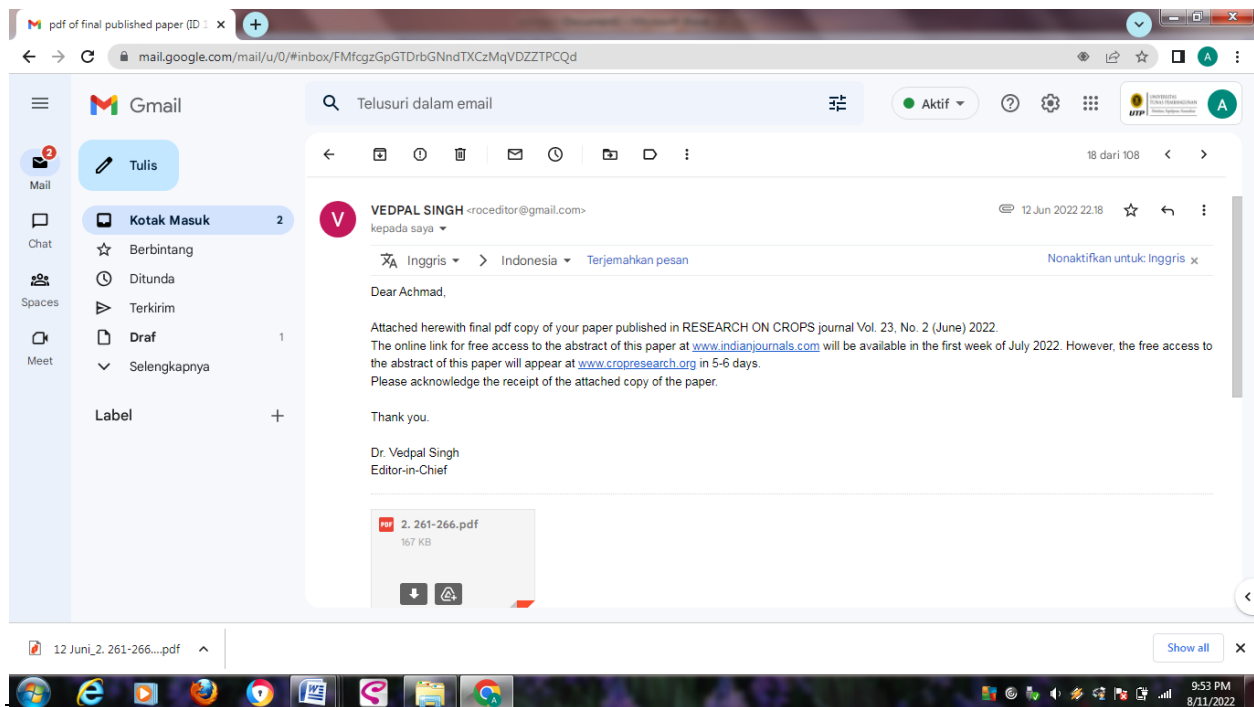 pdf of final published paper (ID 1
mail.google.com/mail/u/0/#inbox/FMfcgzGpGTDrbGNndTXCzMqVDZZTPCQd
A
Gmail
Telusuri dalam email
Aktif
UTP
UNIVERSITAS
TUNAS PEMBANGUNAN
A
2
Mail
Tulis
18 dari 108
Chat
Spaces
Meet
Kotak Masuk 2
Berbintang
Ditunda
Terkirim
Draf 1
Selengkapnya
Label
V
VEDPAL SINGH <roceditor@gmail.com>
12 Jun 2022 22.18
kepada saya
Inggris Indonesia Terjemahkan pesan Nonaktifkan untuk: Inggris x
Dear Achmad,
Attached herewith final pdf copy of your paper published in RESEARCH ON CROPS journal Vol. 23, No. 2 (June) 2022.
The online link for free access to the abstract of this paper at www.indianjournals.com will be available in the first week of July 2022. However, the free access to
the abstract of this paper will appear at www.cropresearch.org in 5-6 days.
Please acknowledge the receipt of the attached copy of the paper.
Thank you.
Dr. Vedpal Singh
Editor-in-Chief
PDF 2. 261-266.pdf
167 KB
12 Juni_2. 261-266....pdf
Show all
9:53 PM
8/11/2022